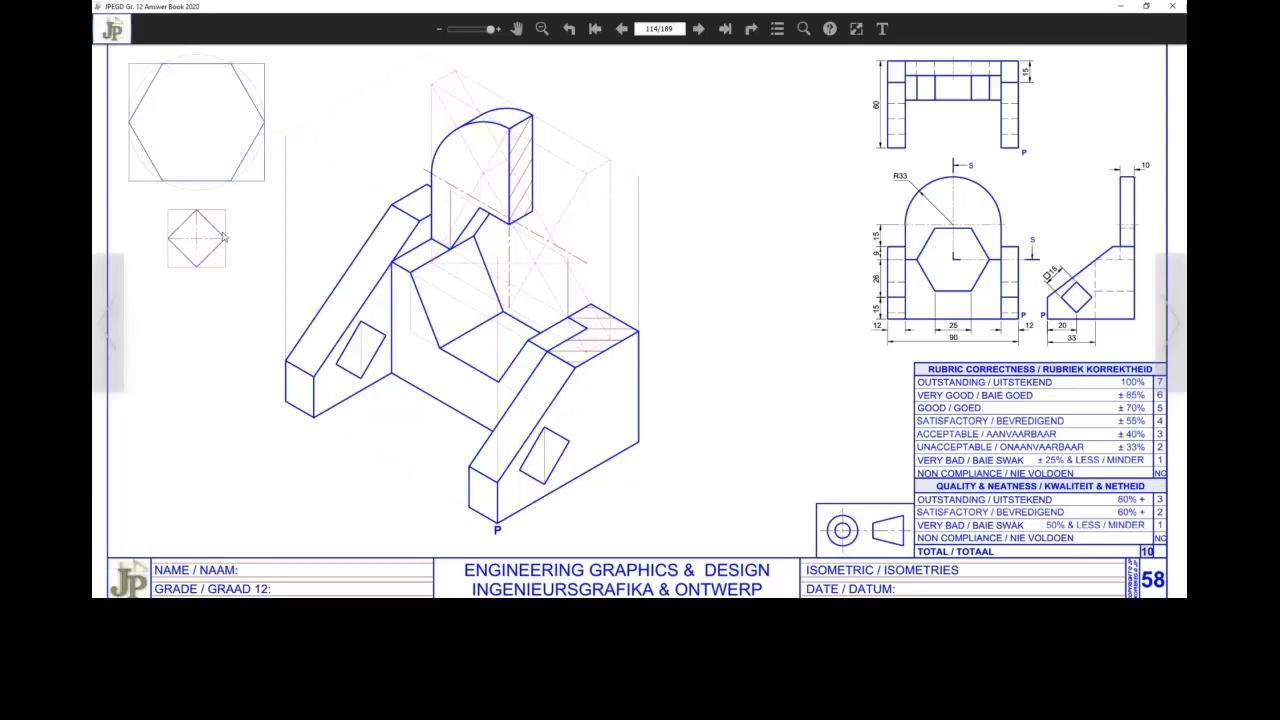 JPEGD Gr. 12 Answer Book 2020
JP
114/189
T
15
60
P
S
R33
15
9
26
15
S
P
12
25
12
90
10
□16
P
20
33
P
RUBRIC CORRECTNESS / RUBRIEK KORREKTHEID
OUTSTANDING / UITSTEKEND 100% 7
VERY GOOD / BAIE GOED ± 85% 6
GOOD / GOED ± 70% 5
SATISFACTORY / BEVREDIGEND ± 55% 4
ACCEPTABLE / AANVAARBAAR ± 40% 3
UNACCEPTABLE / ONAANVAARBAAR ± 33% 2
VERY BAD / BAIE SWAK ± 25% & LESS / MINDER 1
NON COMPLIANCE / NIE VOLDOEN NC
QUALITY & NEATNESS / KWALITEIT & NETHEID
OUTSTANDING / UITSTEKEND 80% + 3
SATISFACTORY / BEVREDIGEND 60% + 2
VERY BAD / BAIE SWAK 50% & LESS / MINDER 1
NON COMPLIANCE / NIE VOLDOEN NC
TOTAL / TOTAAL 10
JP
NAME / NAAM:
GRADE / GRAAD 12:
ENGINEERING GRAPHICS & DESIGN
INGENIEURSGRAFIKA & ONTWERP
ISOMETRIC / ISOMETRIES
DATE / DATUM:
58